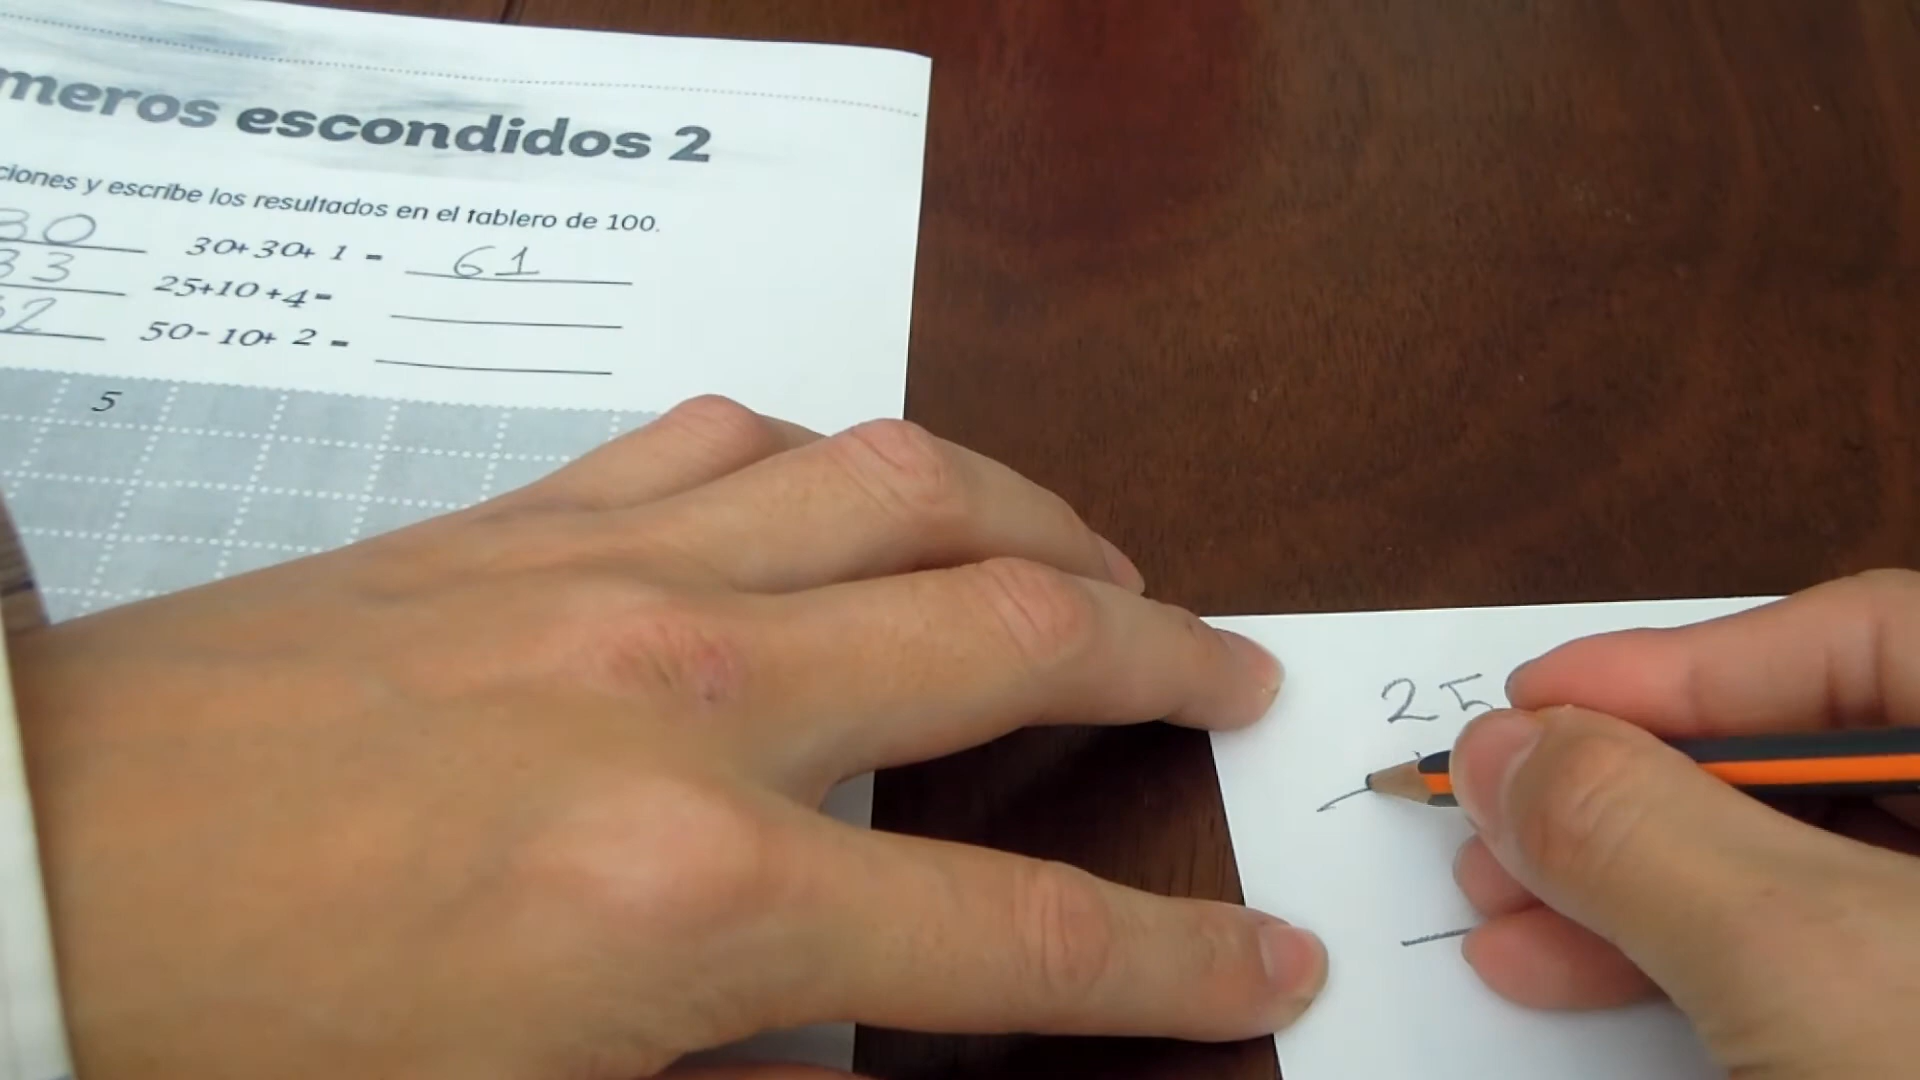 meros escondidos 2
ciones y escribe los resultados en el tablero de 100.
30 30+30+1= 61
33 25+10+4=
50-10+2=
5
25